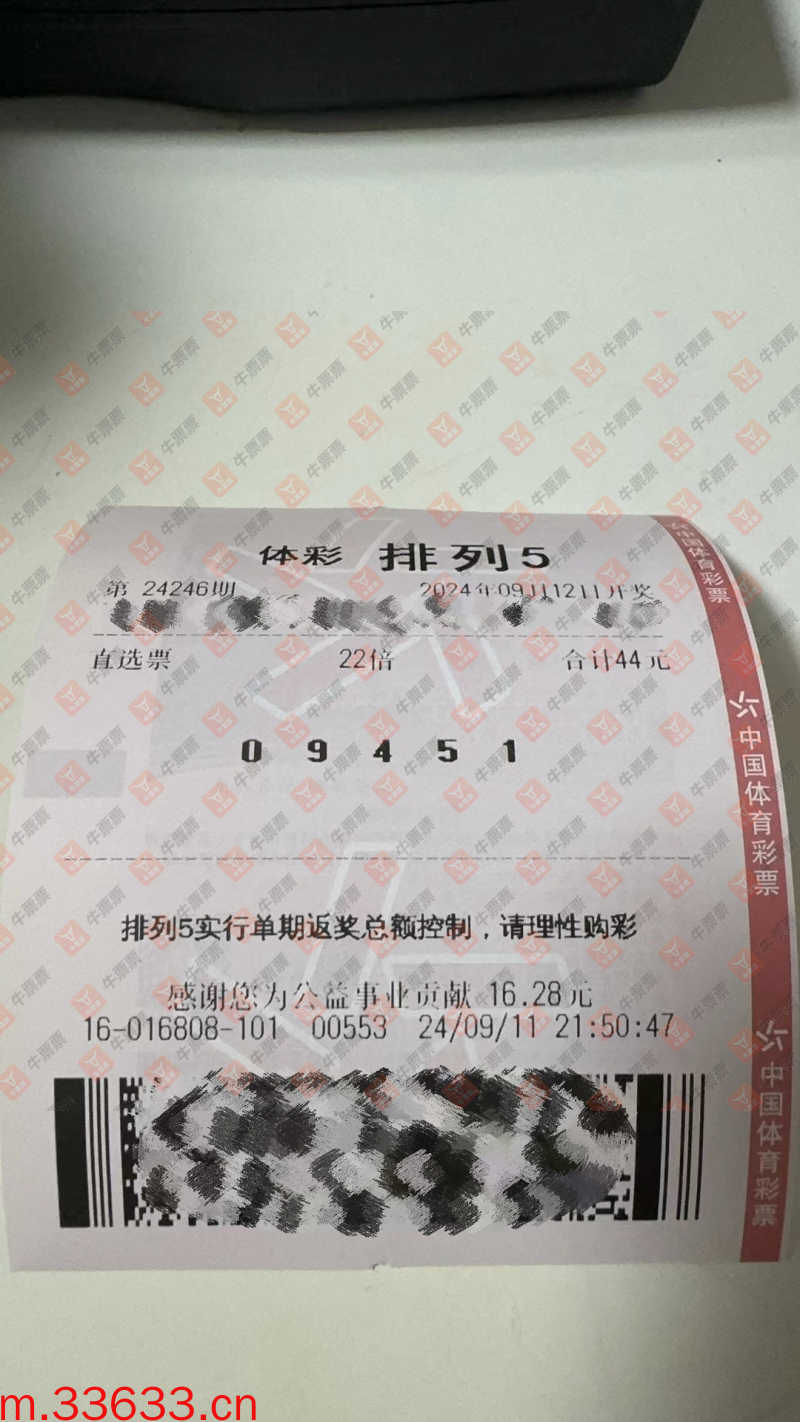 体彩 排列5
第 24246期 2024年09月12日开奖
直选票 22倍 合计44元
0 9 4 5 1
排列5实行单期返奖总额控制，请理性购彩
感谢您为公益事业贡献 16.28元
16-016808-101 00553 24/09/11 21:50:47
中国体育彩票
中国体育彩票
中国体育彩票
牛票票
m.33633.cn